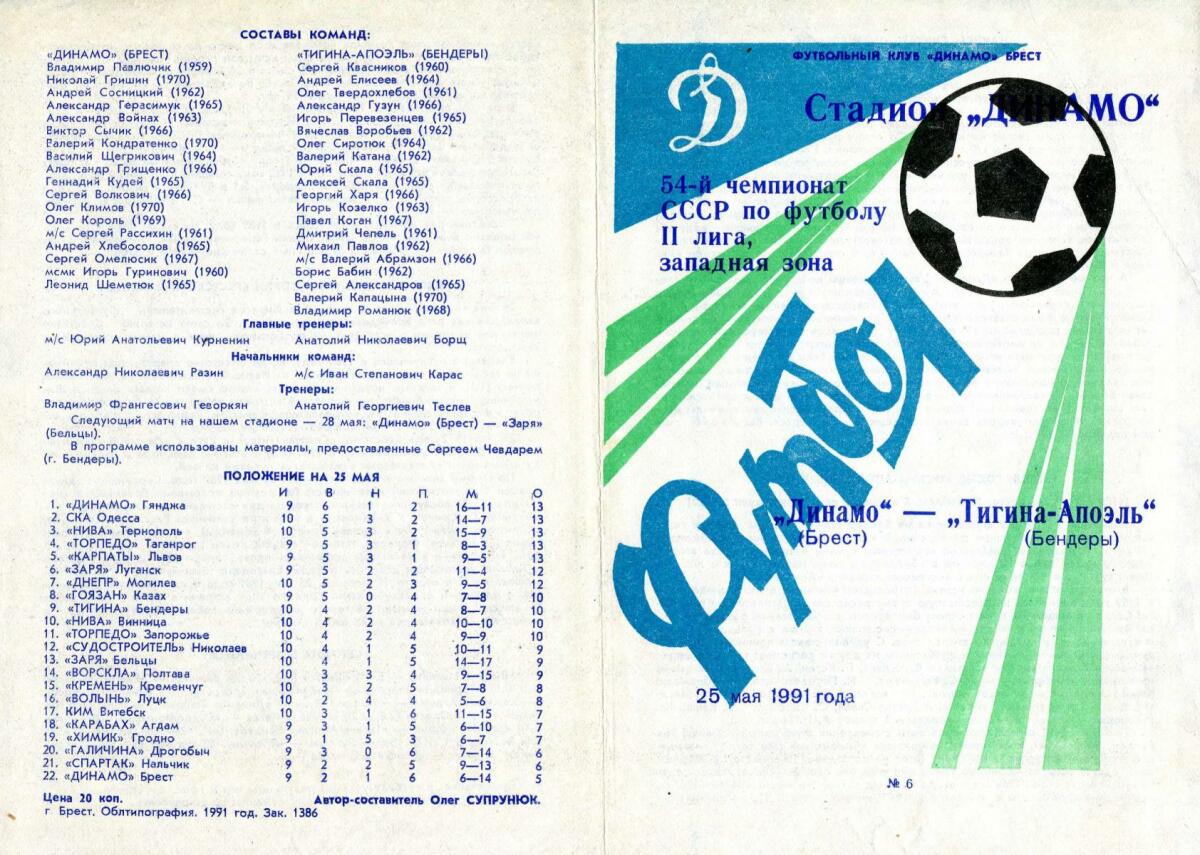 СОСТАВЫ КОМАНД:
«ДИНАМО» (БРЕСТ) «ТИГИНА-АПОЭЛЬ» (БЕНДЕРЫ)
Владимир Павлючик (1959) Сергей Квасников (1960)
Николай Гришин (1970) Андрей Елисеев (1964)
Андрей Сосницкий (1962) Олег Твердохлебов (1961)
Александр Герасимук (1965) Александр Гузун (1966)
Александр Войнах (1963) Игорь Перевезенцев (1965)
Виктор Сычик (1966) Вячеслав Воробьев (1962)
Валерий Кондратенко (1970) Олег Сиротюк (1964)
Василий Щегрикович (1964) Валерий Катана (1962)
Александр Грищенко (1966) Юрий Скала (1965)
Геннадий Кудей (1965) Алексей Скала (1965)
Сергей Волкович (1966) Георгий Харя (1966)
Олег Климов (1970) Игорь Козелко (1963)
Олег Король (1969) Павел Коган (1967)
м/с Сергей Рассихин (1961) Дмитрий Чепель (1961)
Андрей Хлебосолов (1965) Михаил Павлов (1962)
Сергей Омелюсик (1967) м/с Валерий Абрамзон (1966)
мсмк Игорь Гуринович (1960) Борис Бабин (1962)
Леонид Шеметюк (1965) Сергей Александров (1965)
Валерий Капацына (1970)
Владимир Романюк (1968)
Главные тренеры:
м/с Юрий Анатольевич Курненин Анатолий Николаевич Борщ
Начальники команд:
Александр Николаевич Разин м/с Иван Степанович Карас
Тренеры:
Владимир Франгесович Геворкян Анатолий Георгиевич Теслев
Следующий матч на нашем стадионе — 28 мая: «Динамо» (Брест) — «Заря»
(Бельцы).
В программе использованы материалы, предоставленные Сергеем Чевдарем
(г. Бендеры).
ПОЛОЖЕНИЕ НА 25 МАЯ
И В Н П М О
1. «ДИНАМО» Гянджа 9 6 1 2 16—11 13
2. СКА Одесса 10 5 3 2 14—7 13
3. «НИВА» Тернополь 10 5 3 2 15—9 13
4. «ТОРПЕДО» Таганрог 9 5 3 1 8—3 13
5. «КАРПАТЫ» Львов 9 5 3 1 9—5 13
6. «ЗАРЯ» Луганск 9 5 2 2 11—4 12
7. «ДНЕПР» Могилев 10 5 2 3 9—5 12
8. «ГОЯЗАН» Казах 9 5 0 4 7—8 10
9. «ТИГИНА» Бендеры 10 4 2 4 8—7 10
10. «НИВА» Винница 10 4 2 4 10—10 10
11. «ТОРПЕДО» Запорожье 10 4 2 4 9—9 10
12. «СУДОСТРОИТЕЛЬ» Николаев 10 4 1 5 10—11 9
13. «ЗАРЯ» Бельцы 10 4 1 5 14—17 9
14. «ВОРСКЛА» Полтава 10 3 3 4 9—15 9
15. «КРЕМЕНЬ» Кременчуг 10 3 2 5 7—8 8
16. «ВОЛЫНЬ» Луцк 10 2 4 4 5—6 8
17. КИМ Витебск 10 3 1 6 11—15 7
18. «КАРАБАХ» Агдам 9 3 1 5 6—10 7
19. «ХИМИК» Гродно 9 1 5 3 6—7 7
20. «ГАЛИЧИНА» Дрогобыч 9 3 0 6 7—14 6
21. «СПАРТАК» Нальчик 9 2 2 5 9—13 6
22. «ДИНАМО» Брест 9 2 1 6 6—14 5
Цена 20 коп. Автор-составитель Олег СУПРУНЮК.
г Брест. Облтипография. 1991 год. Зак. 1386
Д
ФУТБОЛЬНЫЙ КЛУБ «ДИНАМО» БРЕСТ
Стадион „ДИНАМО“
54-й чемпионат
СССР по футболу
II лига,
западная зона
Футбол
„Динамо“ — „Тигина-Апоэль“
(Брест) (Бендеры)
25 мая 1991 года
№ 6